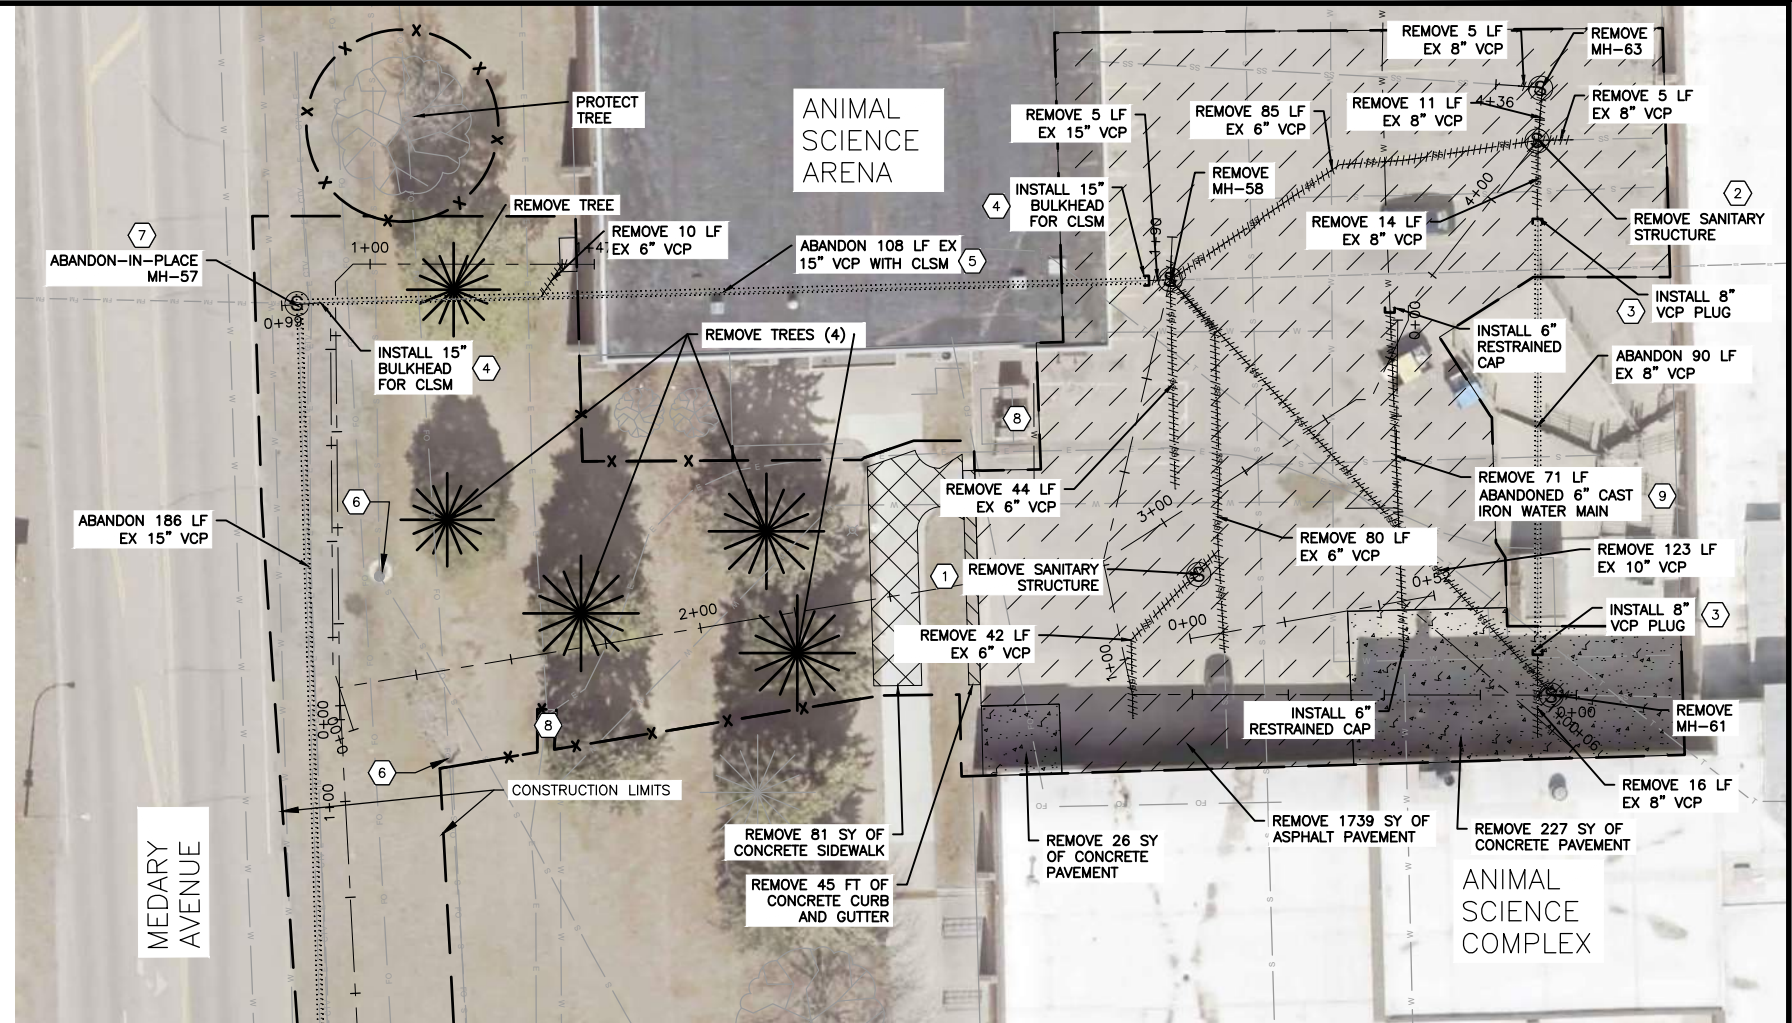 REMOVE 5 LF
EX 8" VCP
REMOVE
MH-63
4+36
REMOVE 11 LF
EX 8" VCP
REMOVE 5 LF
EX 8" VCP
PROTECT
TREE
ANIMAL
SCIENCE
ARENA
REMOVE 5 LF
EX 15" VCP
REMOVE 85 LF
EX 6" VCP
REMOVE
MH-58
4
INSTALL 15"
BULKHEAD
FOR CLSM
4+00
2
REMOVE SANITARY
STRUCTURE
REMOVE 14 LF
EX 8" VCP
REMOVE TREE
7
ABANDON-IN-PLACE
MH-57
1+00
REMOVE 10 LF
EX 6" VCP
ABANDON 108 LF EX
15" VCP WITH CLSM
5
1+90
INSTALL 8"
VCP PLUG
3
0+99
0+00
INSTALL 6"
RESTRAINED
CAP
REMOVE TREES (4)
INSTALL 15"
BULKHEAD
FOR CLSM
4
ABANDON 90 LF
EX 8" VCP
8
REMOVE 44 LF
EX 6" VCP
3+00
REMOVE 71 LF
ABANDONED 6" CAST
IRON WATER MAIN
9
6
ABANDON 186 LF
EX 15" VCP
REMOVE 80 LF
EX 6" VCP
REMOVE 123 LF
EX 10" VCP
1
REMOVE SANITARY
STRUCTURE
2+00
0+00
INSTALL 8"
VCP PLUG
3
REMOVE 42 LF
EX 6" VCP
1+00
INSTALL 6"
RESTRAINED CAP
0+00
REMOVE
MH-61
0+00
8
6
CONSTRUCTION LIMITS
1+00
REMOVE 16 LF
EX 8" VCP
REMOVE 81 SY OF
CONCRETE SIDEWALK
REMOVE 26 SY
OF CONCRETE
PAVEMENT
REMOVE 1739 SY OF
ASPHALT PAVEMENT
REMOVE 227 SY OF
CONCRETE PAVEMENT
REMOVE 45 FT OF
CONCRETE CURB
AND GUTTER
MEDARY
AVENUE
ANIMAL
SCIENCE
COMPLEX